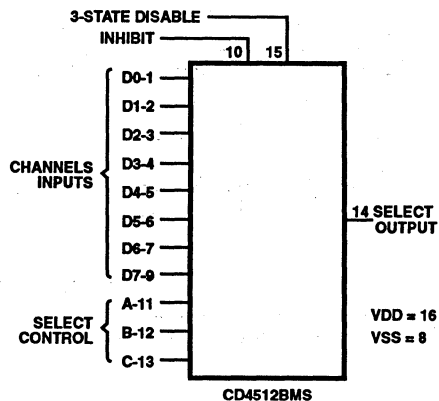 3-STATE DISABLE
INHIBIT
10 15
D0-1
D1-2
D2-3
D3-4
D4-5
D5-6
D6-7
D7-9
CHANNELS
INPUTS
A-11
B-12
C-13
SELECT
CONTROL
14 SELECT
OUTPUT
VDD = 16
VSS = 8
CD4512BMS